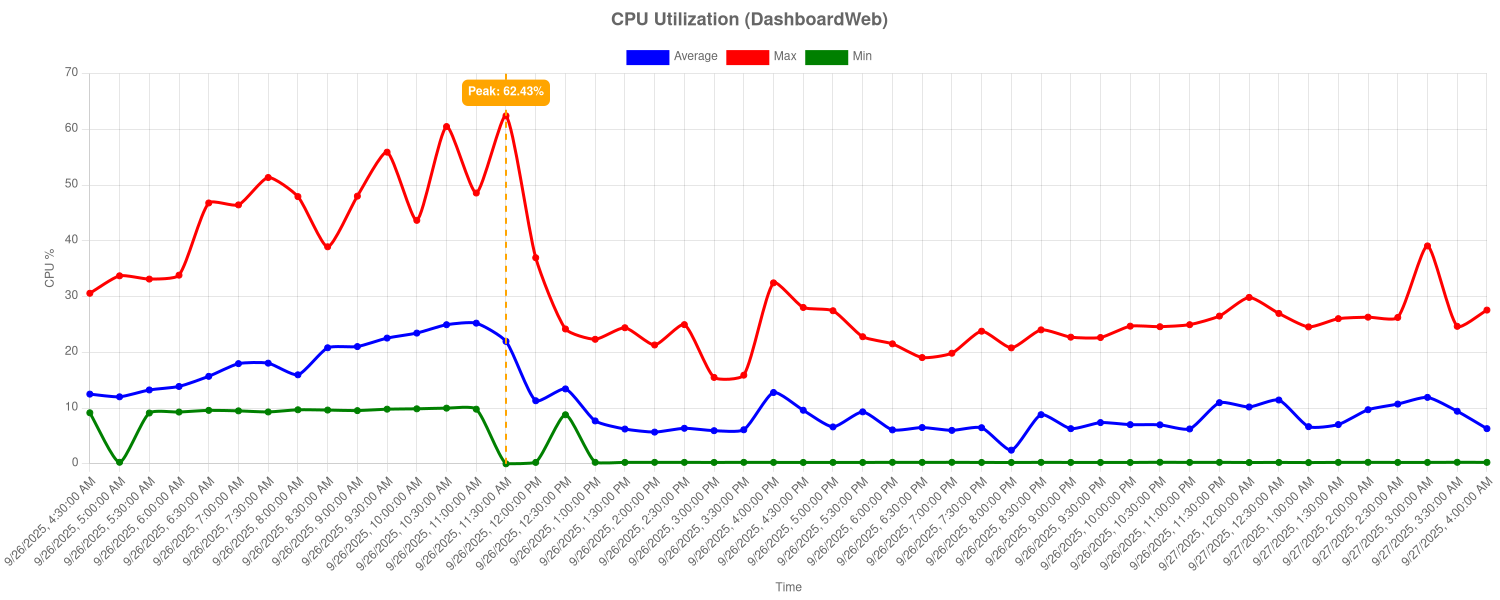 CPU Utilization (DashboardWeb)
Average Max Min
Peak: 62.43%
CPU %
70
60
50
40
30
20
10
0
9/26/2025, 4:30:00 AM
9/26/2025, 5:00:00 AM
9/26/2025, 5:30:00 AM
9/26/2025, 6:00:00 AM
9/26/2025, 6:30:00 AM
9/26/2025, 7:00:00 AM
9/26/2025, 7:30:00 AM
9/26/2025, 8:00:00 AM
9/26/2025, 8:30:00 AM
9/26/2025, 9:00:00 AM
9/26/2025, 9:30:00 AM
9/26/2025, 10:00:00 AM
9/26/2025, 10:30:00 AM
9/26/2025, 11:00:00 AM
9/26/2025, 11:30:00 AM
9/26/2025, 12:00:00 PM
9/26/2025, 12:30:00 PM
9/26/2025, 1:00:00 PM
9/26/2025, 1:30:00 PM
9/26/2025, 2:00:00 PM
9/26/2025, 2:30:00 PM
9/26/2025, 3:00:00 PM
9/26/2025, 3:30:00 PM
9/26/2025, 4:00:00 PM
9/26/2025, 4:30:00 PM
9/26/2025, 5:00:00 PM
9/26/2025, 5:30:00 PM
9/26/2025, 6:00:00 PM
9/26/2025, 6:30:00 PM
9/26/2025, 7:00:00 PM
9/26/2025, 7:30:00 PM
9/26/2025, 8:00:00 PM
9/26/2025, 8:30:00 PM
9/26/2025, 9:00:00 PM
9/26/2025, 9:30:00 PM
9/26/2025, 10:00:00 PM
9/26/2025, 10:30:00 PM
9/26/2025, 11:00:00 PM
9/26/2025, 11:30:00 PM
9/27/2025, 12:00:00 AM
9/27/2025, 12:30:00 AM
9/27/2025, 1:00:00 AM
9/27/2025, 1:30:00 AM
9/27/2025, 2:00:00 AM
9/27/2025, 2:30:00 AM
9/27/2025, 3:00:00 AM
9/27/2025, 3:30:00 AM
9/27/2025, 4:00:00 AM
Time